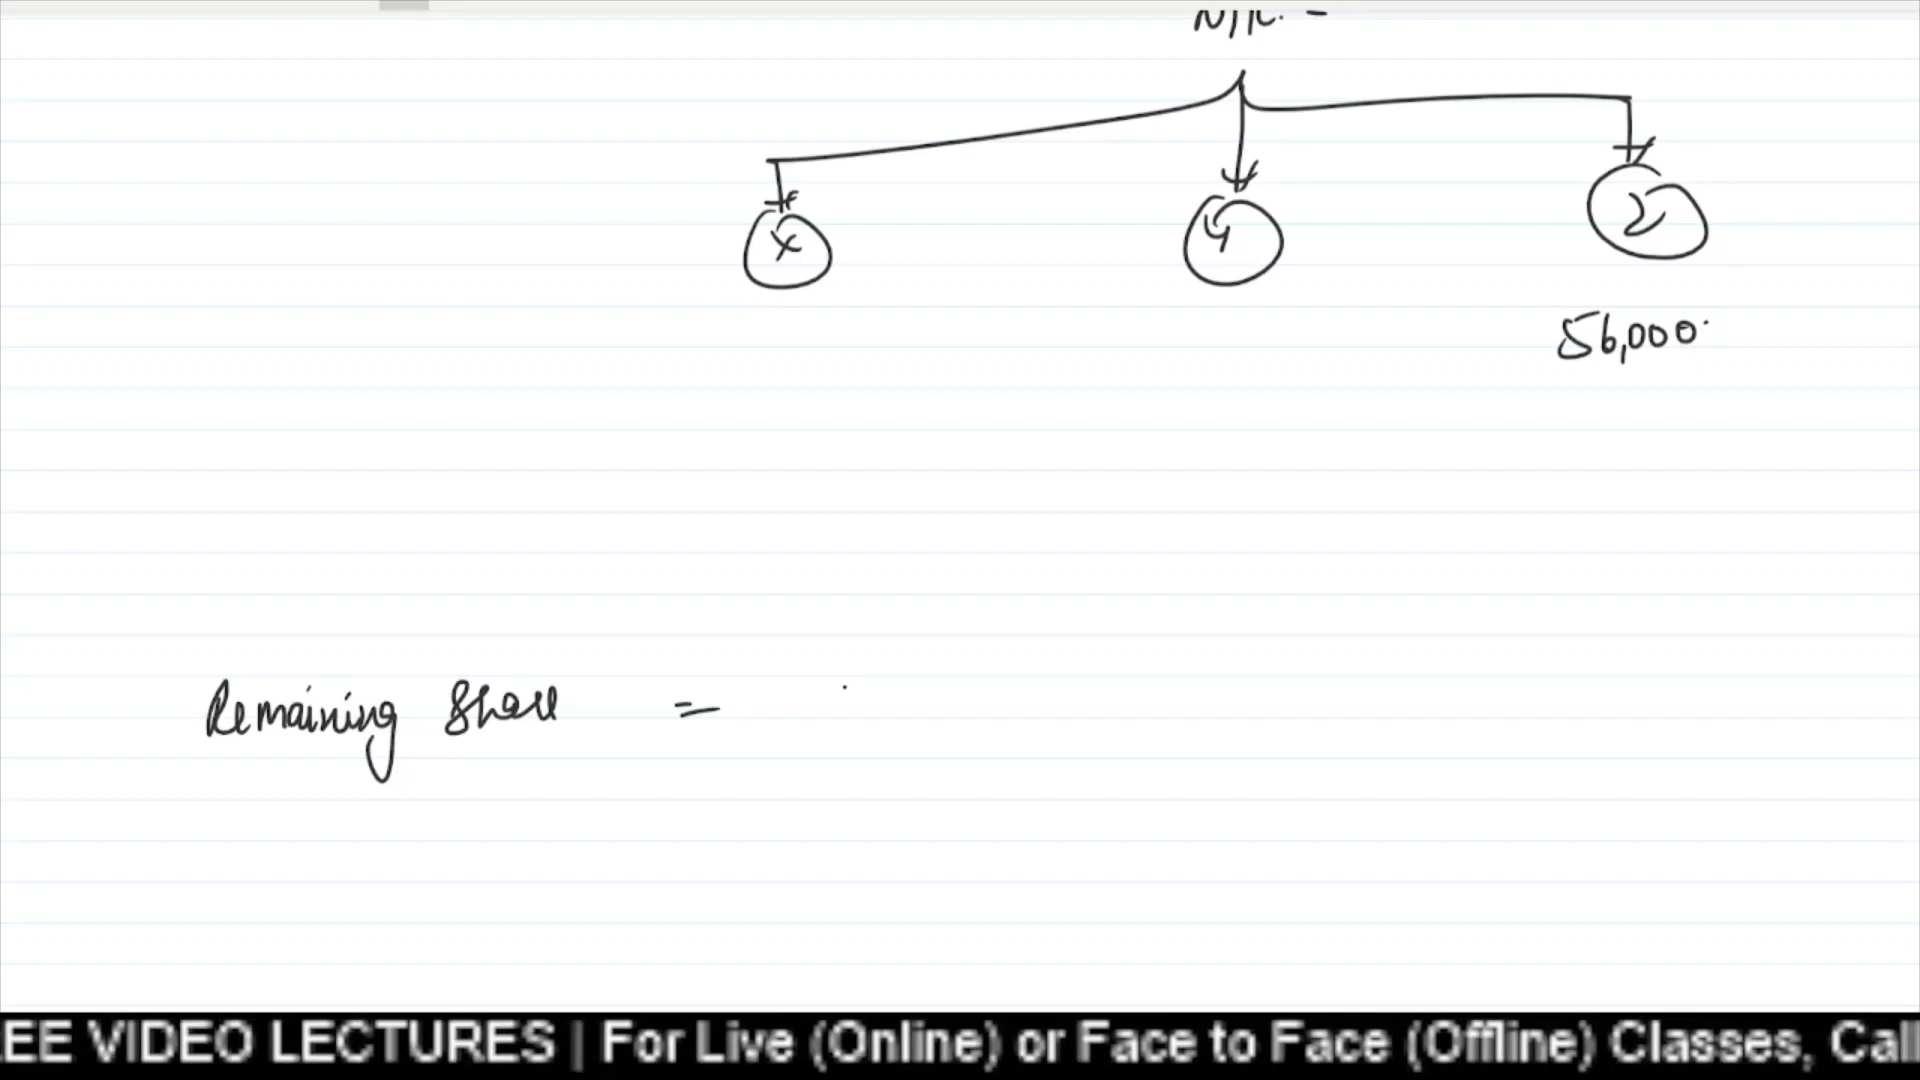 X Y Z
56,000
Remaining Share =
EE VIDEO LECTURES | For Live (Online) or Face to Face (Offline) Classes, Call